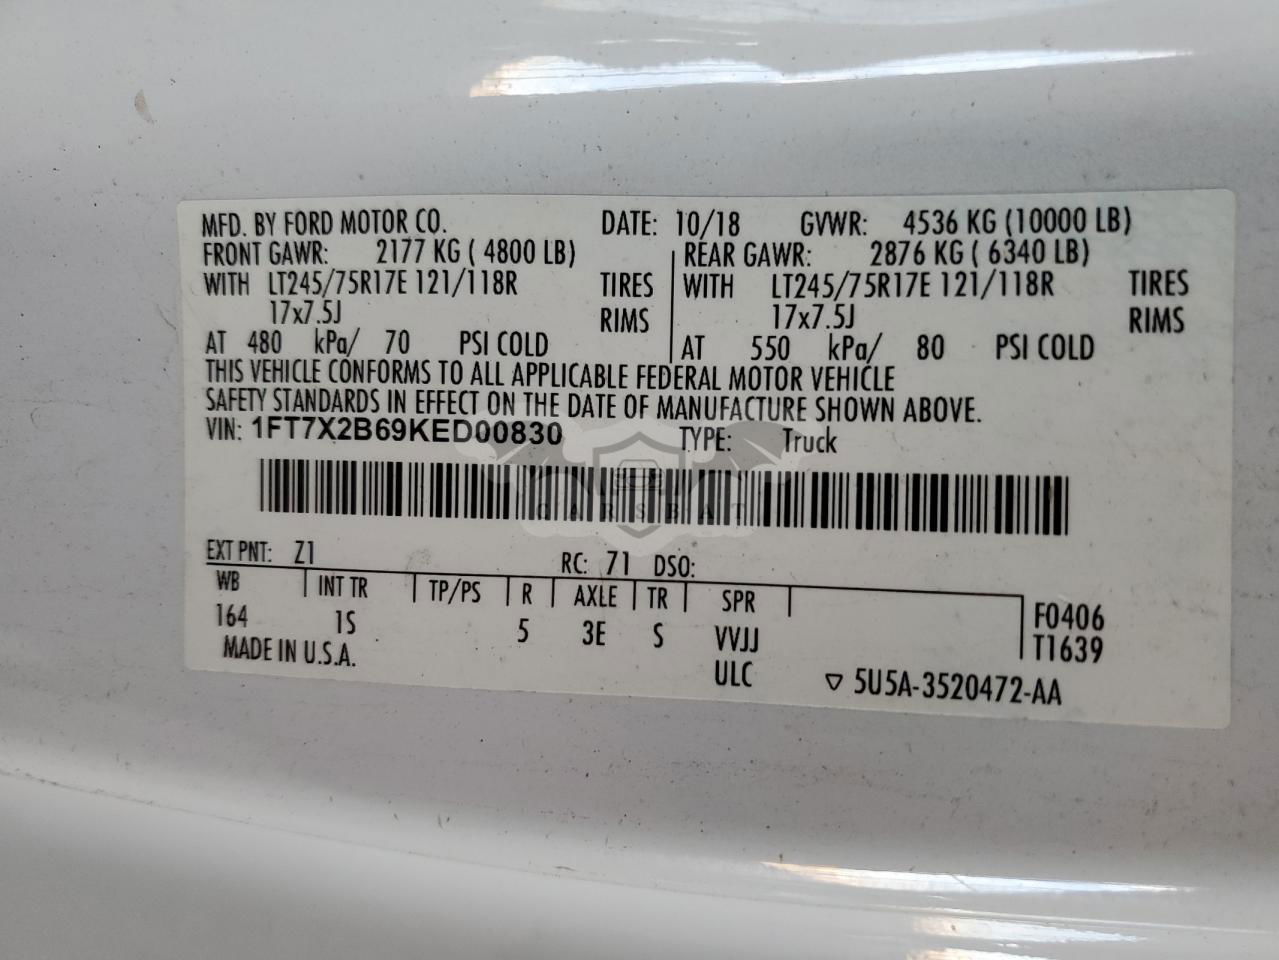 MFD. BY FORD MOTOR CO. DATE: 10/18 GVWR: 4536 KG (10000 LB)
FRONT GAWR: 2177 KG ( 4800 LB) REAR GAWR: 2876 KG ( 6340 LB)
WITH LT245/75R17E 121/118R TIRES WITH LT245/75R17E 121/118R TIRES
17x7.5J RIMS 17x7.5J RIMS
AT 480 kPa/ 70 PSI COLD AT 550 kPa/ 80 PSI COLD
THIS VEHICLE CONFORMS TO ALL APPLICABLE FEDERAL MOTOR VEHICLE
SAFETY STANDARDS IN EFFECT ON THE DATE OF MANUFACTURE SHOWN ABOVE.
VIN: 1FT7X2B69KED00830 TYPE: Truck
CARSBAT
EXT PNT: Z1 RC: 71 DSO:
WB INT TR TP/PS R AXLE TR SPR F0406
164 1S 5 3E S VVJJ T1639
MADE IN U.S.A. ULC 5U5A-3520472-AA